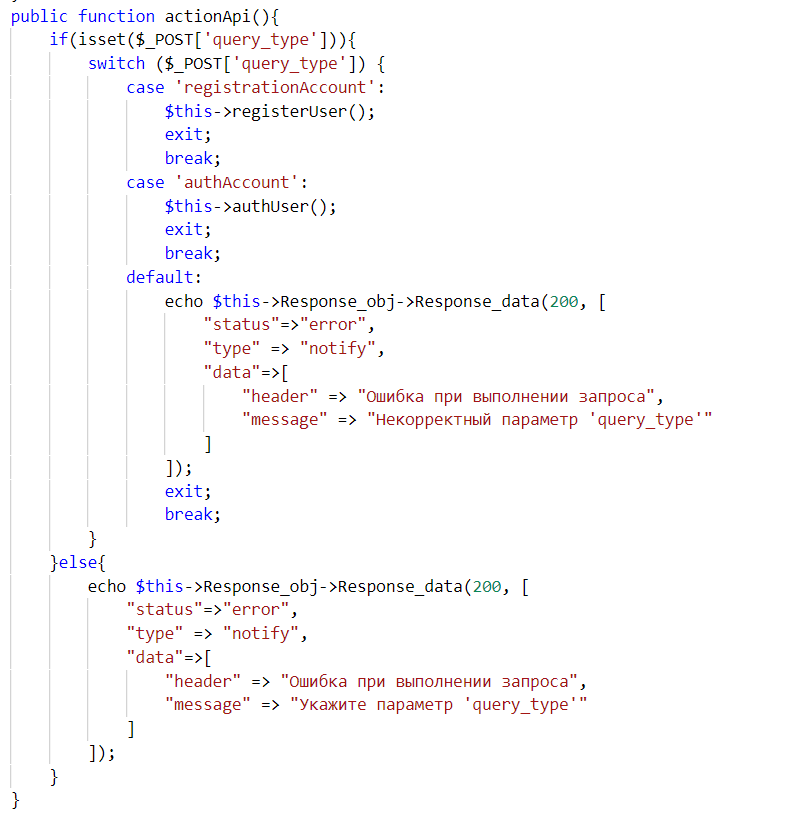 public function actionApi(){
if(isset($_POST['query_type'])){
switch ($_POST['query_type']) {
case 'registrationAccount':
$this->registerUser();
exit;
break;
case 'authAccount':
$this->authUser();
exit;
break;
default:
echo $this->Response_obj->Response_data(200, [
"status"=>"error",
"type" => "notify",
"data"=>[
"header" => "Ошибка при выполнении запроса",
"message" => "Некорректный параметр 'query_type'"
]
]);
exit;
break;
}
}else{
echo $this->Response_obj->Response_data(200, [
"status"=>"error",
"type" => "notify",
"data"=>[
"header" => "Ошибка при выполнении запроса",
"message" => "Укажите параметр 'query_type'"
]
]);
}
}